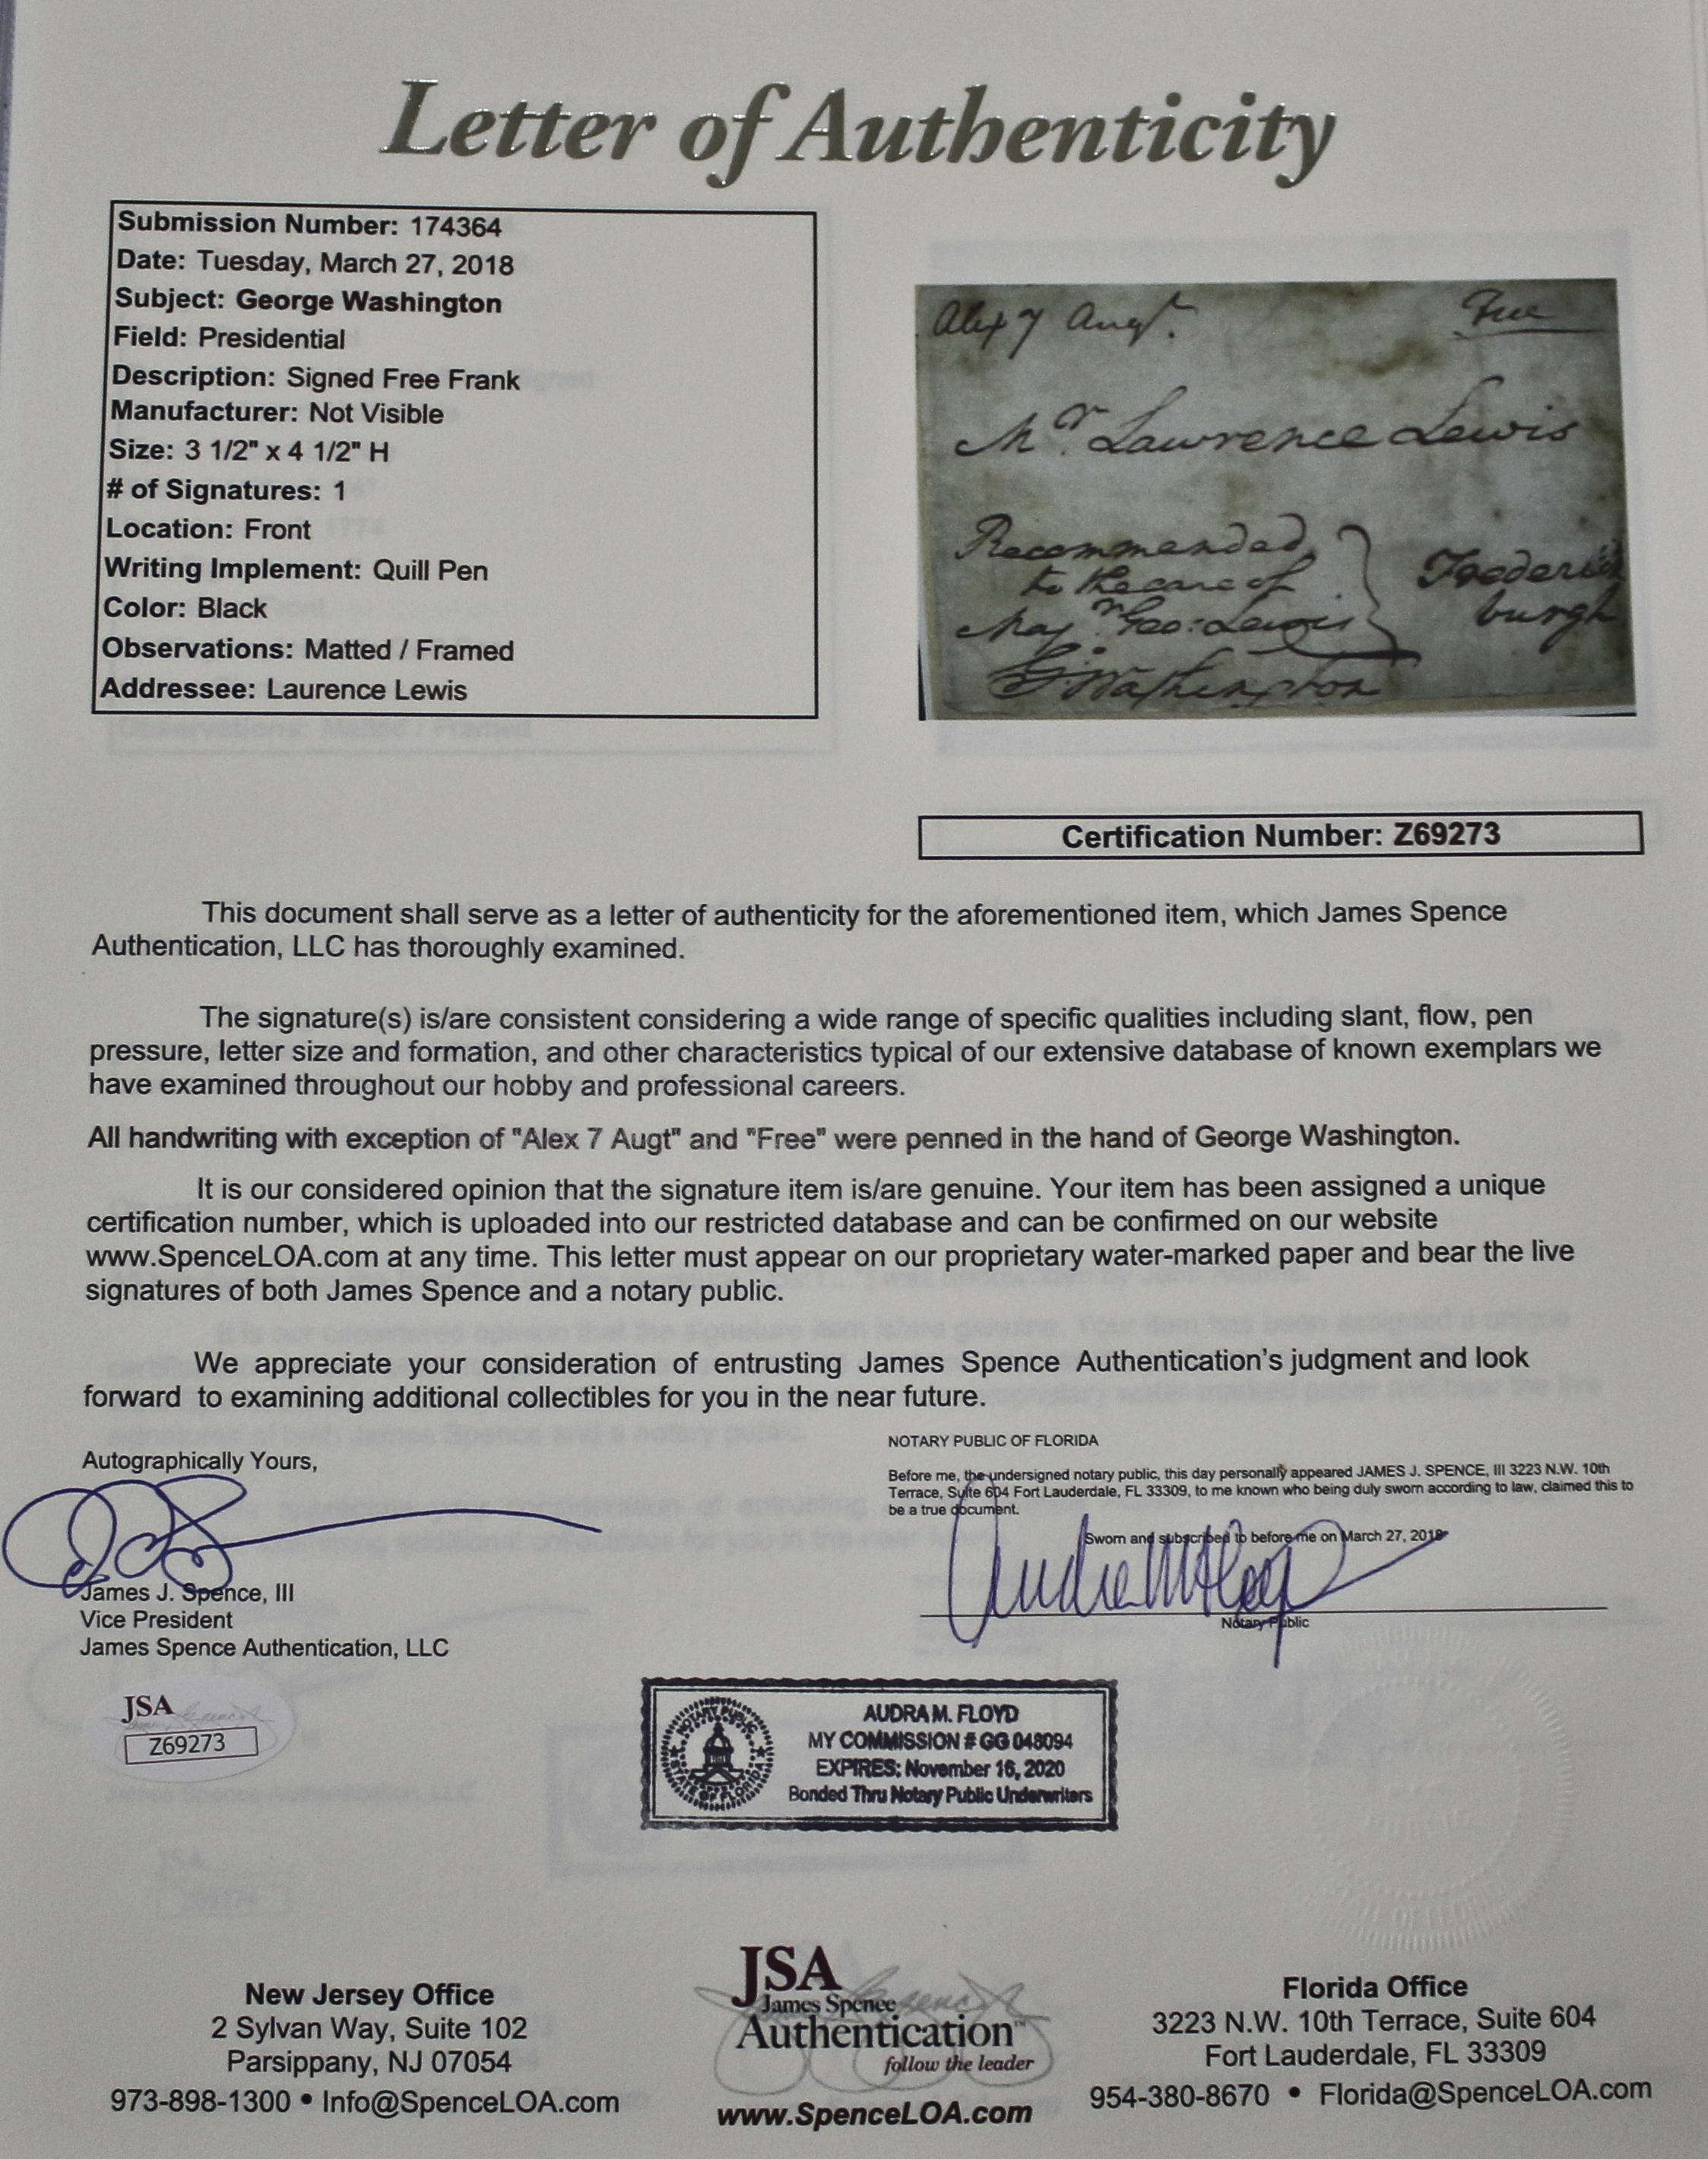 Letter of Authenticity
Submission Number: 174364
Date: Tuesday, March 27, 2018
Subject: George Washington
Field: Presidential
Description: Signed Free Frank
Manufacturer: Not Visible
Size: 3 1/2" x 4 1/2" H
# of Signatures: 1
Location: Front
Writing Implement: Quill Pen
Color: Black
Observations: Matted / Framed
Addressee: Laurence Lewis
Alex 7 Augt.
Free
Mr. Lawrence Lewis
Recommended
to the care of
Majr. Geo: Lewis
Frederick
burgh
G:Washington
Certification Number: Z69273
This document shall serve as a letter of authenticity for the aforementioned item, which James Spence
Authentication, LLC has thoroughly examined.
The signature(s) is/are consistent considering a wide range of specific qualities including slant, flow, pen
pressure, letter size and formation, and other characteristics typical of our extensive database of known exemplars we
have examined throughout our hobby and professional careers.
All handwriting with exception of "Alex 7 Augt" and "Free" were penned in the hand of George Washington.
It is our considered opinion that the signature item is/are genuine. Your item has been assigned a unique
certification number, which is uploaded into our restricted database and can be confirmed on our website
www.SpenceLOA.com at any time. This letter must appear on our proprietary water-marked paper and bear the live
signatures of both James Spence and a notary public.
We appreciate your consideration of entrusting James Spence Authentication's judgment and look
forward to examining additional collectibles for you in the near future.
Autographically Yours,
James J. Spence, III
Vice President
James Spence Authentication, LLC
NOTARY PUBLIC OF FLORIDA
Before me, the undersigned notary public, this day personally appeared JAMES J. SPENCE, III 3223 N.W. 10th
Terrace, Suite 604 Fort Lauderdale, FL 33309, to me known who being duly sworn according to law, claimed this to
be a true document.
Sworn and subscribed to before me on March 27, 2018
Notary Public
JSA
Z69273
NOTARY PUBLIC
STATE OF FLORIDA
AUDRA M. FLOYD
MY COMMISSION # GG 048094
EXPIRES: November 16, 2020
Bonded Thru Notary Public Underwriters
New Jersey Office
2 Sylvan Way, Suite 102
Parsippany, NJ 07054
973-898-1300 • Info@SpenceLOA.com
JSA
James Spence
Authentication™
follow the leader
www.SpenceLOA.com
Florida Office
3223 N.W. 10th Terrace, Suite 604
Fort Lauderdale, FL 33309
954-380-8670 • Florida@SpenceLOA.com